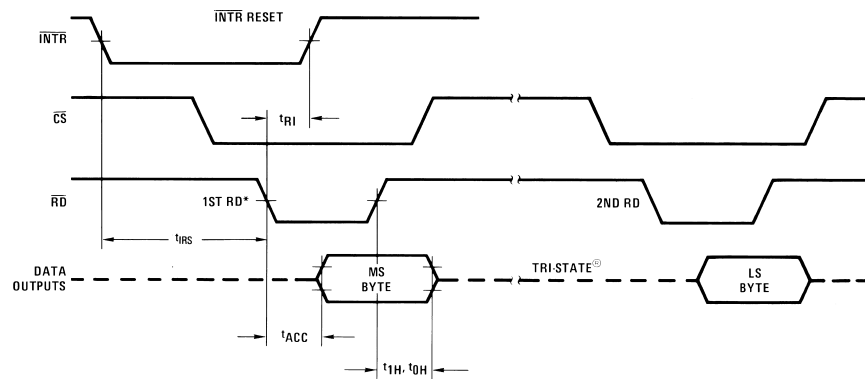 INTR RESET
INTR
CS
tRI
RD
1ST RD*
2ND RD
tIRS
DATA
OUTPUTS
MS
BYTE
TRI-STATE®
LS
BYTE
tACC
t1H, t0H